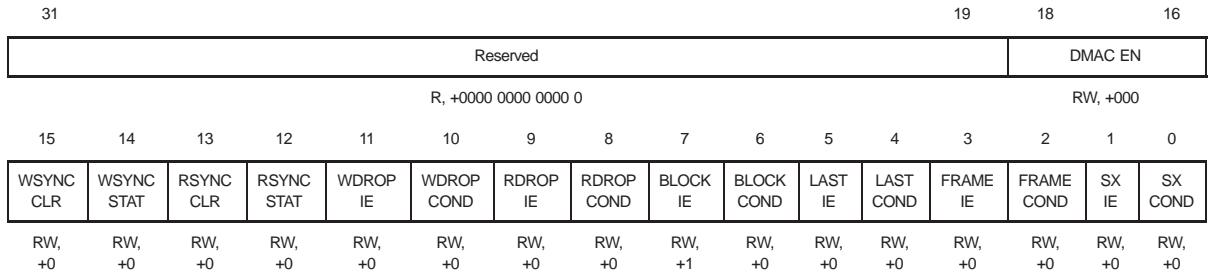 31 19 18 16
Reserved DMAC EN
R, +0000 0000 0000 0 RW, +000
15 14 13 12 11 10 9 8 7 6 5 4 3 2 1 0
WSYNC WSYNC RSYNC RSYNC WDROP WDROP RDROP RDROP BLOCK BLOCK LAST LAST FRAME FRAME SX SX
CLR STAT CLR STAT IE COND IE COND IE COND IE COND IE COND IE COND
RW, RW, RW, RW, RW, RW, RW, RW, RW, RW, RW, RW, RW, RW, RW, RW,
+0 +0 +0 +0 +0 +0 +0 +0 +1 +0 +0 +0 +0 +0 +0 +0